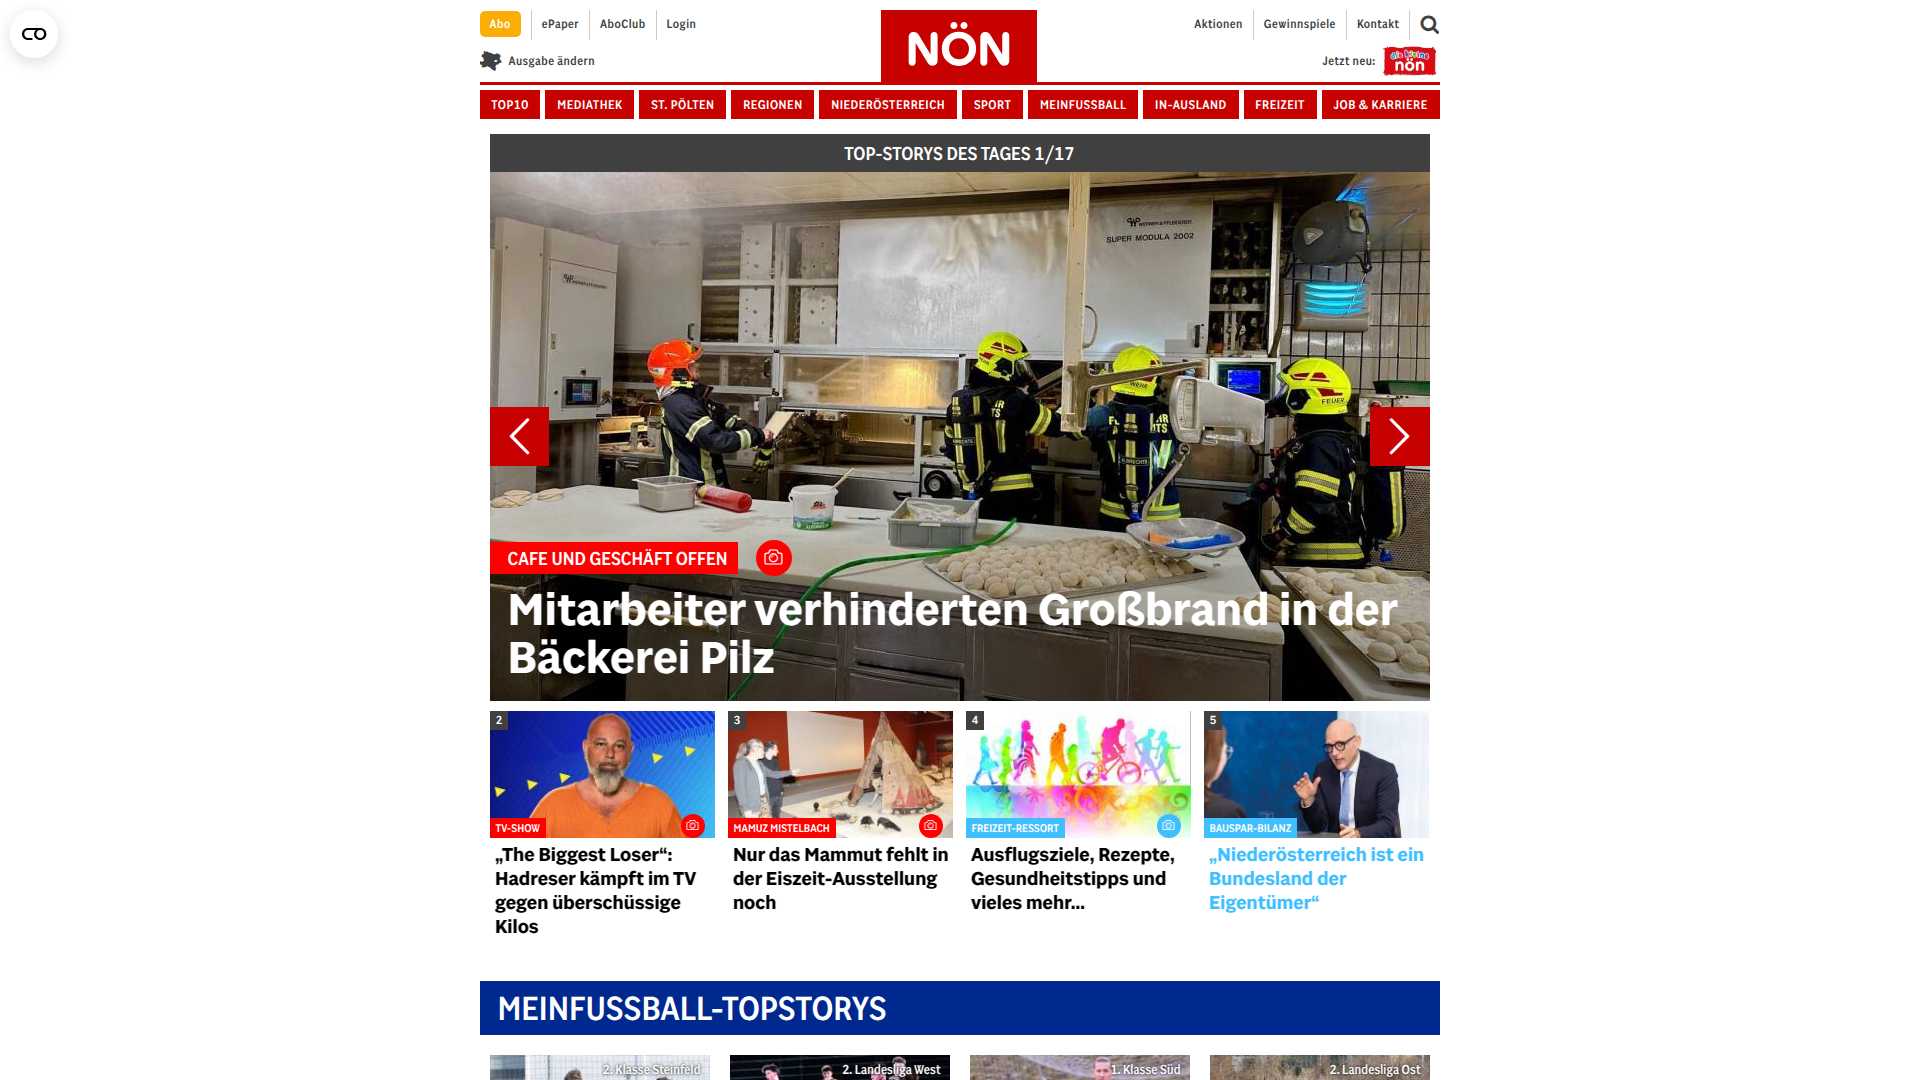 Abo
ePaper
AboClub
Login
NÖN
Aktionen
Gewinnspiele
Kontakt
Ausgabe ändern
Jetzt neu:
die kleine
nön
TOP10
MEDIATHEK
ST. PÖLTEN
REGIONEN
NIEDERÖSTERREICH
SPORT
MEINFUSSBALL
IN-AUSLAND
FREIZEIT
JOB & KARRIERE
TOP-STORYS DES TAGES 1/17
SUPER MODULA 2002
FEUER
CAFE UND GESCHÄFT OFFEN
Mitarbeiter verhinderten Großbrand in der
Bäckerei Pilz
2
TV-SHOW
„The Biggest Loser“:
Hadreser kämpft im TV
gegen überschüssige
Kilos
3
MAMUZ MISTELBACH
Nur das Mammut fehlt in
der Eiszeit-Ausstellung
noch
4
FREIZEIT-RESSORT
Ausflugsziele, Rezepte,
Gesundheitstipps und
vieles mehr...
5
BAUSPAR-BILANZ
„Niederösterreich ist ein
Bundesland der
Eigentümer“
MEINFUSSBALL-TOPSTORYS
2. Klasse Steinfeld
2. Landesliga West
1. Klasse Süd
2. Landesliga Ost